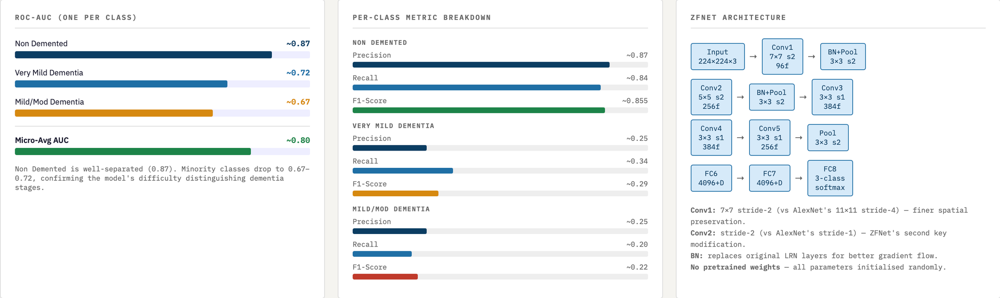 ROC-AUC (ONE PER CLASS)
Non Demented ~0.87
Very Mild Dementia ~0.72
Mild/Mod Dementia ~0.67
Micro-Avg AUC ~0.80
Non Demented is well-separated (0.87). Minority classes drop to 0.67–
0.72, confirming the model's difficulty distinguishing dementia
stages.
PER-CLASS METRIC BREAKDOWN
NON DEMENTED
Precision ~0.87
Recall ~0.84
F1-Score ~0.855
VERY MILD DEMENTIA
Precision ~0.25
Recall ~0.34
F1-Score ~0.29
MILD/MOD DEMENTIA
Precision ~0.25
Recall ~0.20
F1-Score ~0.22
ZFNET ARCHITECTURE
Input
224×224×3
→
Conv1
7×7 s2
96f
→
BN+Pool
3×3 s2
Conv2
5×5 s2
256f
→
BN+Pool
3×3 s2
→
Conv3
3×3 s1
384f
Conv4
3×3 s1
384f
→
Conv5
3×3 s1
256f
→
Pool
3×3 s2
FC6
4096+D
→
FC7
4096+D
→
FC8
3-class
softmax
Conv1: 7×7 stride-2 (vs AlexNet's 11×11 stride-4) — finer spatial
preservation.
Conv2: stride-2 (vs AlexNet's stride-1) — ZFNet's second key
modification.
BN: replaces original LRN layers for better gradient flow.
No pretrained weights — all parameters initialised randomly.